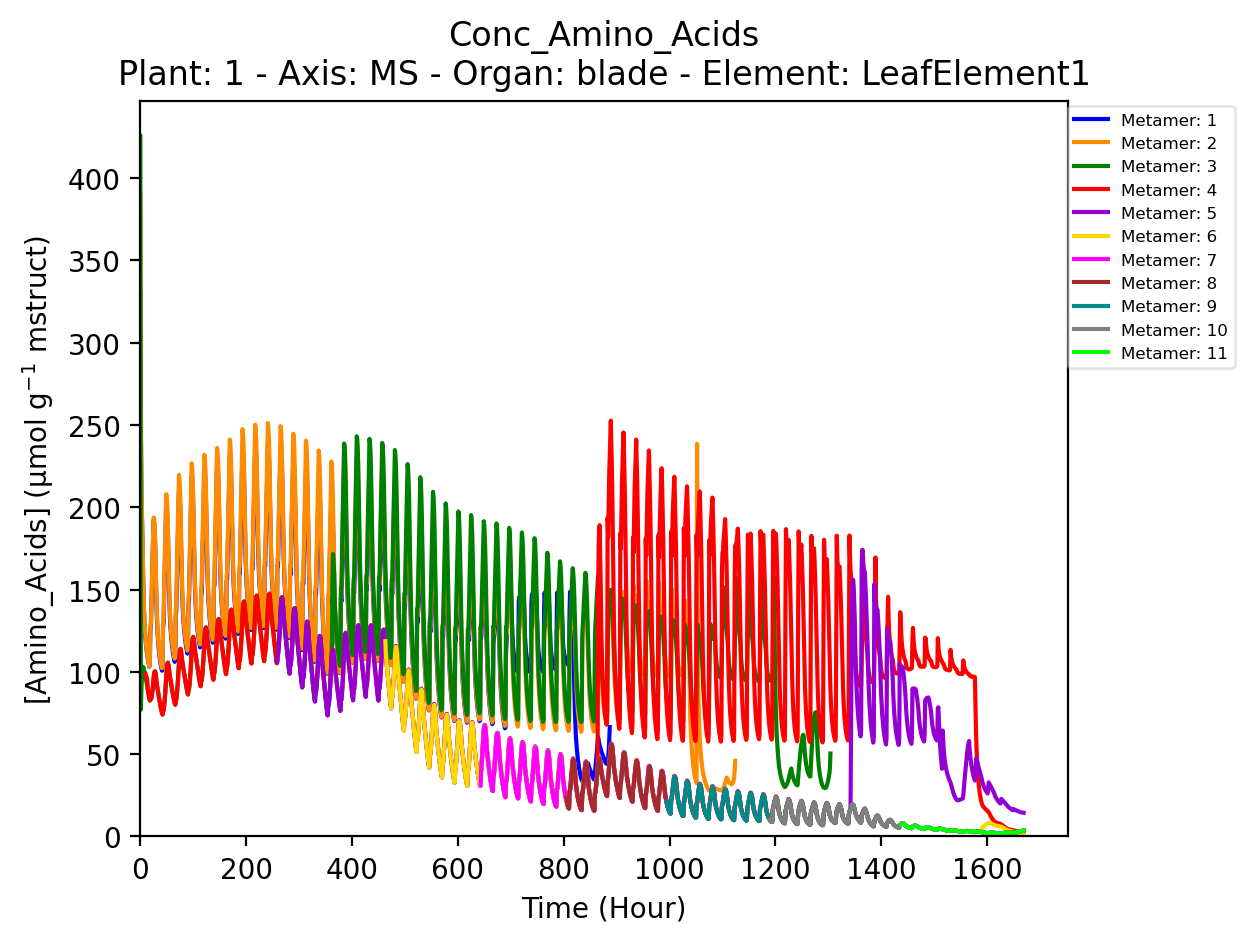 Conc_Amino_Acids
Plant: 1 - Axis: MS - Organ: blade - Element: LeafElement1
[Amino_Acids] (µmol g⁻¹ mstruct)
400
350
300
250
200
150
100
50
0
0 200 400 600 800 1000 1200 1400 1600
Time (Hour)
Metamer: 1
Metamer: 2
Metamer: 3
Metamer: 4
Metamer: 5
Metamer: 6
Metamer: 7
Metamer: 8
Metamer: 9
Metamer: 10
Metamer: 11